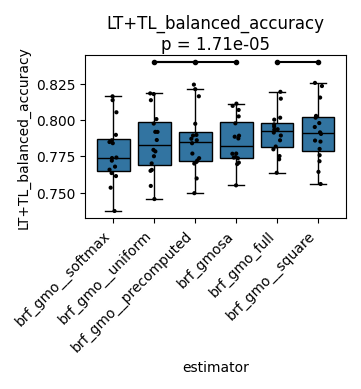 LT+TL_balanced_accuracy
p = 1.71e-05
LT+TL_balanced_accuracy
0.825
0.800
0.775
0.750
brf_gmo__softmax
brf_gmo__uniform
brf_gmo__precomputed
brf_gmosa
brf_gmo_full
brf_gmo__square
estimator